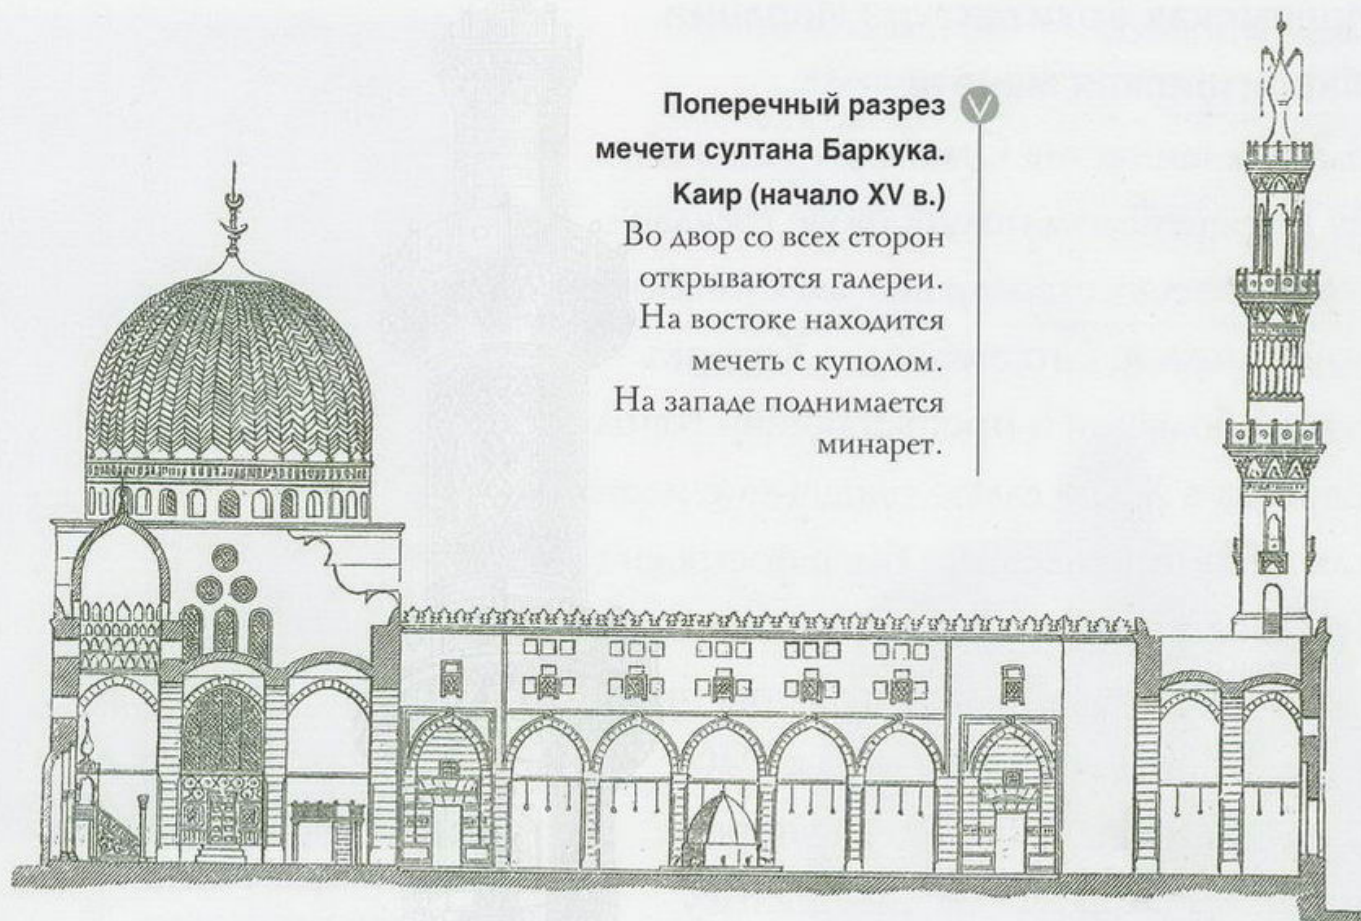 Поперечный разрез
мечети султана Баркука.
Каир (начало XV в.)
Во двор со всех сторон
открываются галереи.
На востоке находится
мечеть с куполом.
На западе поднимается
минарет.